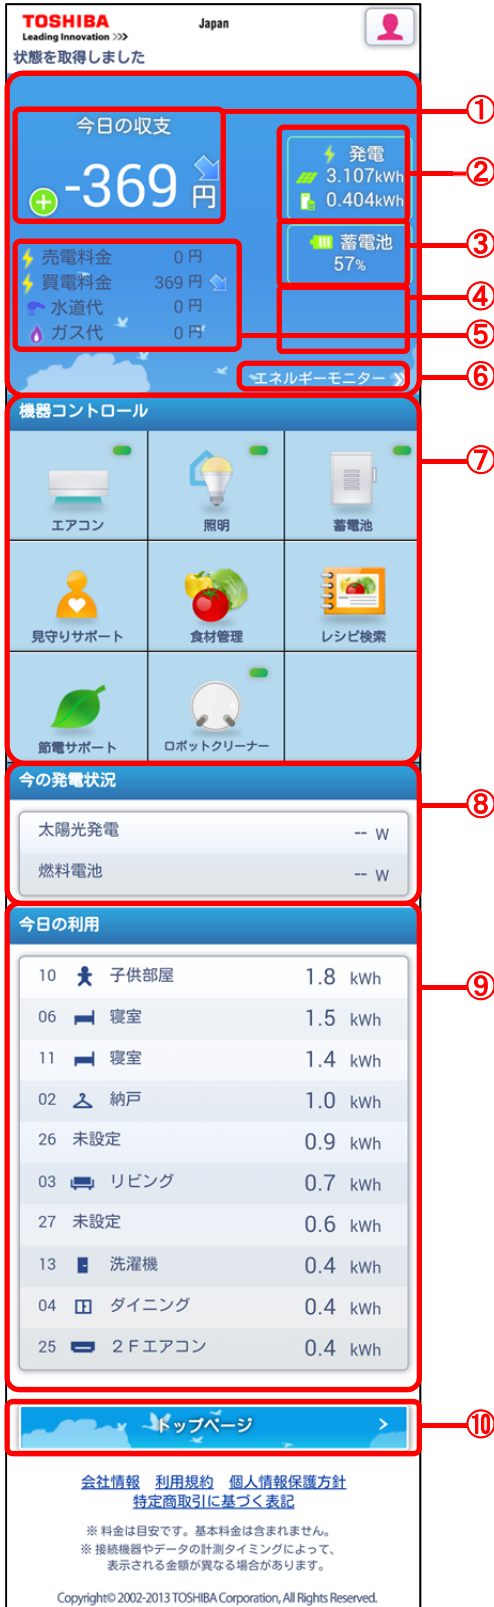 TOSHIBA
Leading Innovation >>>
Japan
状態を取得しました
①
今日の収支
-369 円
②
発電
3.107kWh
0.404kWh
③
蓄電池
57%
④
⑤
売電料金 0 円
買電料金 369 円
水道代 0 円
ガス代 0 円
⑥
エネルギーモニター
⑦
機器コントロール
エアコン
照明
蓄電池
見守りサポート
食材管理
レシピ検索
節電サポート
ロボットクリーナー
⑧
今の発電状況
太陽光発電 -- W
燃料電池 -- W
⑨
今日の利用
10 子供部屋 1.8 kWh
06 寝室 1.5 kWh
11 寝室 1.4 kWh
02 納戸 1.0 kWh
26 未設定 0.9 kWh
03 リビング 0.7 kWh
27 未設定 0.6 kWh
13 洗濯機 0.4 kWh
04 ダイニング 0.4 kWh
25 2Fエアコン 0.4 kWh
⑩
トップページ
会社情報 利用規約 個人情報保護方針
特定商取引に基づく表記
※ 料金は目安です。基本料金は含まれません。
※ 接続機器やデータの計測タイミングによって、
表示される金額が異なる場合があります。
Copyright© 2002-2013 TOSHIBA Corporation, All Rights Reserved.